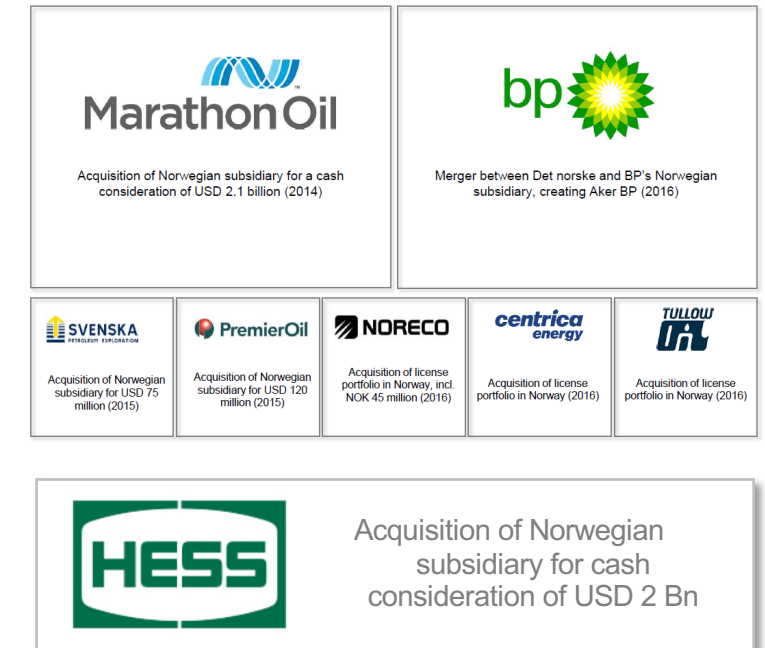 Marathon Oil
Acquisition of Norwegian subsidiary for a cash
consideration of USD 2.1 billion (2014)
bp
Merger between Det norske and BP's Norwegian
subsidiary, creating Aker BP (2016)
SVENSKA
PETROLEUM EXPLORATION
Acquisition of Norwegian
subsidiary for USD 75
million (2015)
PremierOil
Acquisition of Norwegian
subsidiary for USD 120
million (2015)
NORECO
Acquisition of license
portfolio in Norway, incl.
NOK 45 million (2016)
centrica
energy
Acquisition of license
portfolio in Norway (2016)
TULLOW
Oil
Acquisition of license
portfolio in Norway (2016)
HESS
Acquisition of Norwegian
subsidiary for cash
consideration of USD 2 Bn